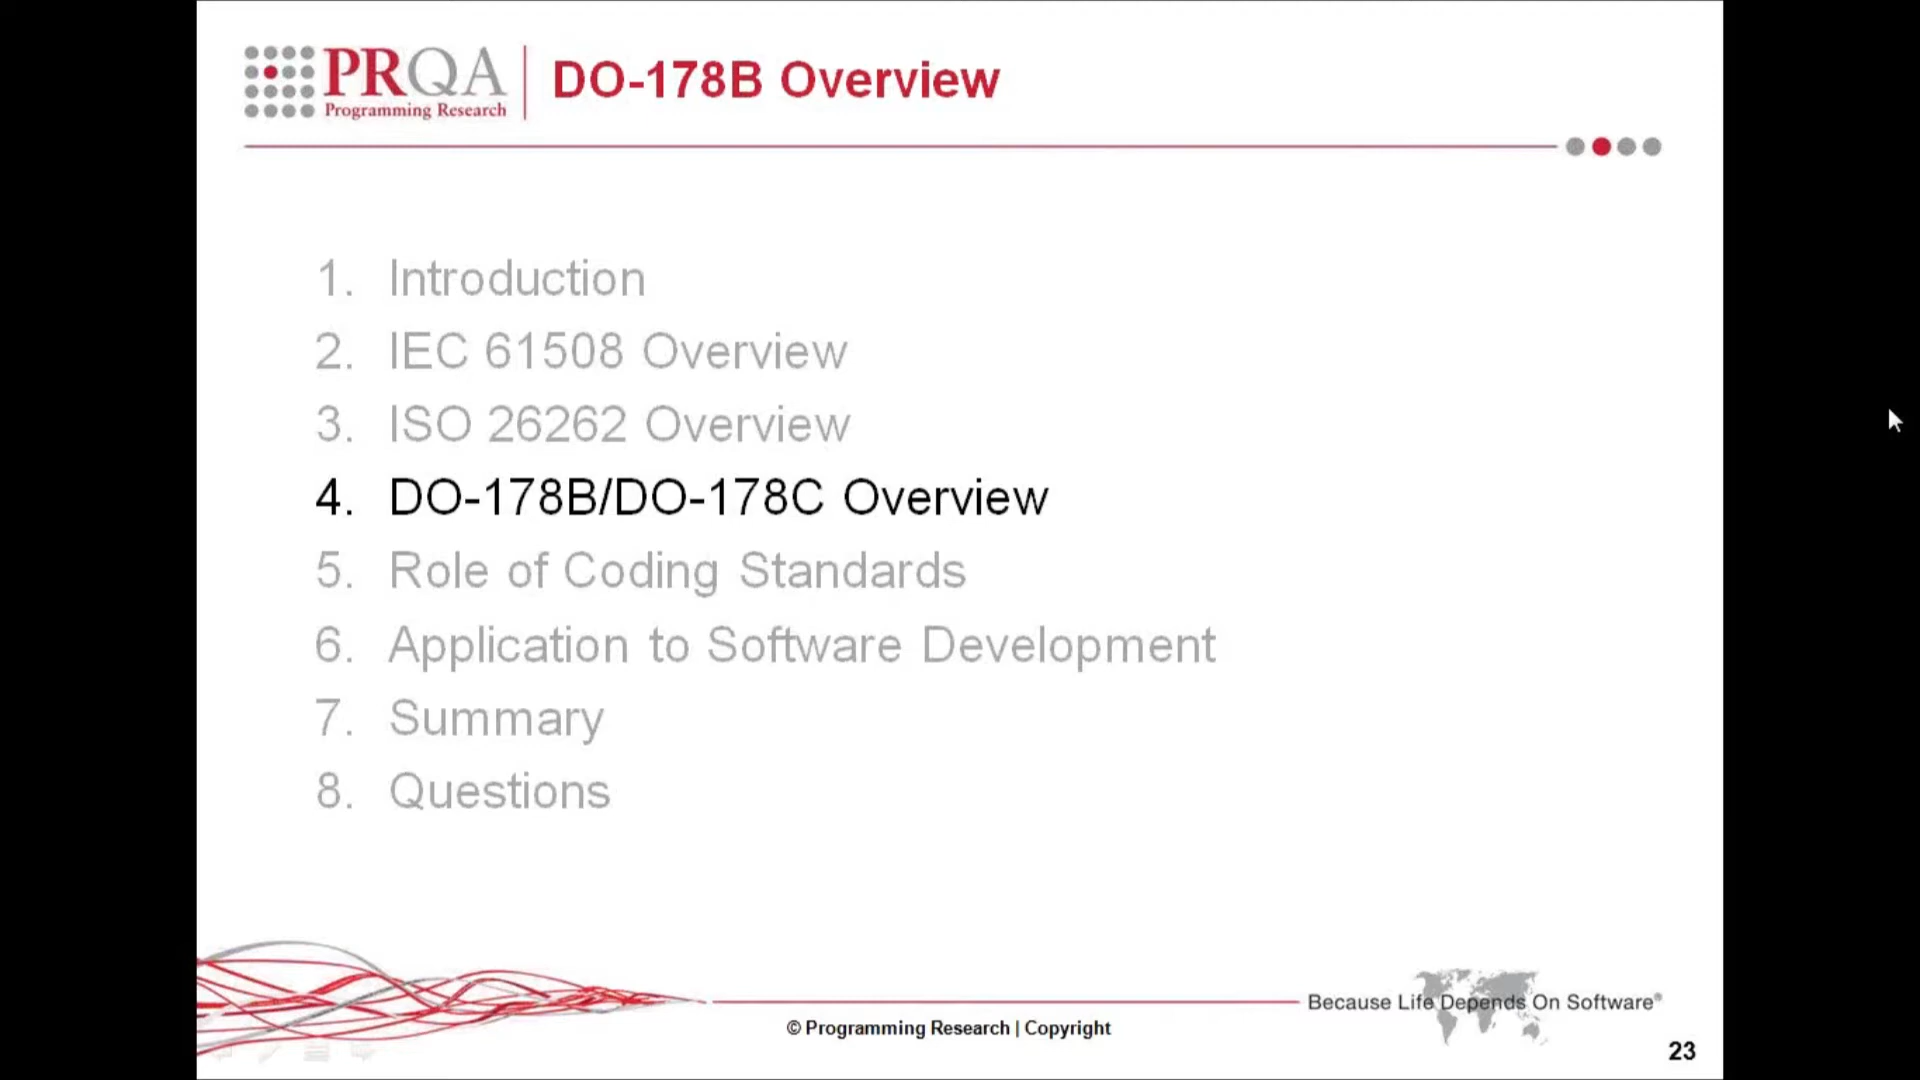 PRQA
Programming Research
DO-178B Overview
1. Introduction
2. IEC 61508 Overview
3. ISO 26262 Overview
4. DO-178B/DO-178C Overview
5. Role of Coding Standards
6. Application to Software Development
7. Summary
8. Questions
Because Life Depends On Software®
© Programming Research | Copyright
23